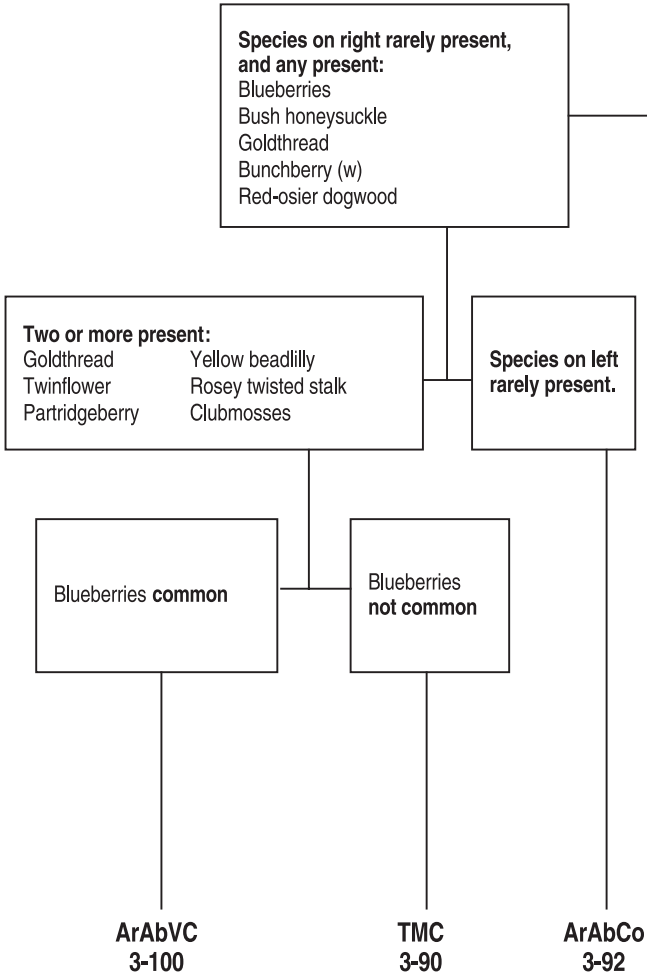 Species on right rarely present,
and any present:
Blueberries
Bush honeysuckle
Goldthread
Bunchberry (w)
Red-osier dogwood
Two or more present:
Goldthread Yellow beadlilly
Twinflower Rosey twisted stalk
Partridgeberry Clubmosses
Species on left
rarely present.
Blueberries common
Blueberries
not common
ArAbVC
3-100
TMC
3-90
ArAbCo
3-92